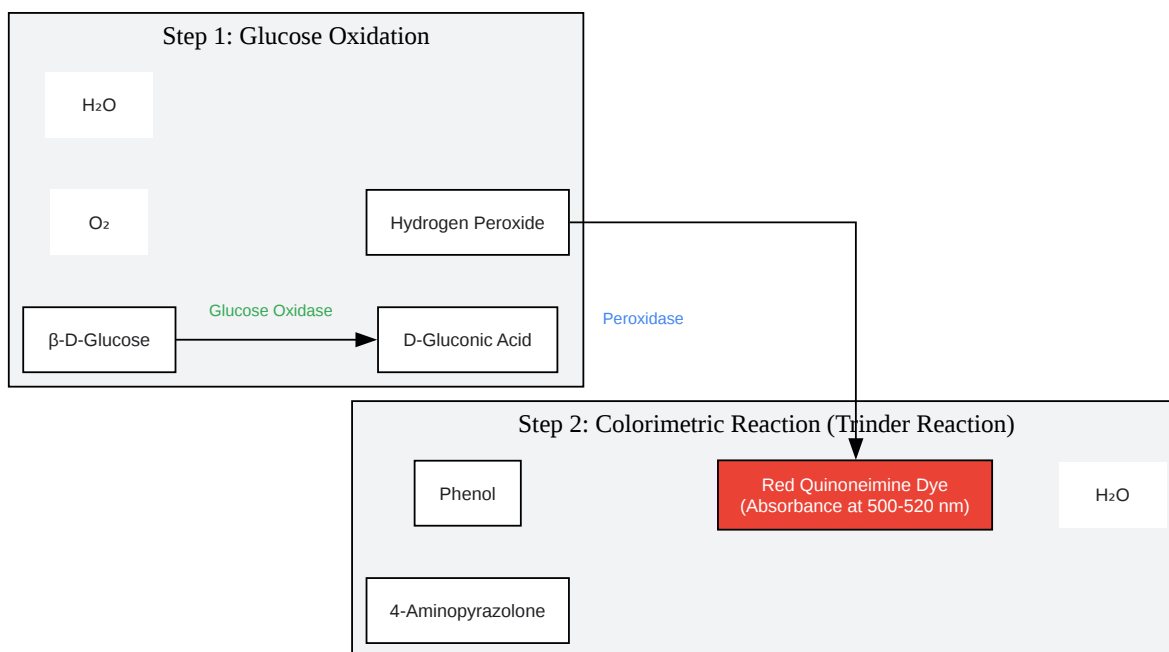 Step 1: Glucose Oxidation
H₂O
O₂
Hydrogen Peroxide
Glucose Oxidase
β-D-Glucose
D-Gluconic Acid
Peroxidase
Step 2: Colorimetric Reaction (Trinder Reaction)
Phenol
Red Quinoneimine Dye
(Absorbance at 500-520 nm)
H₂O
4-Aminopyrazolone